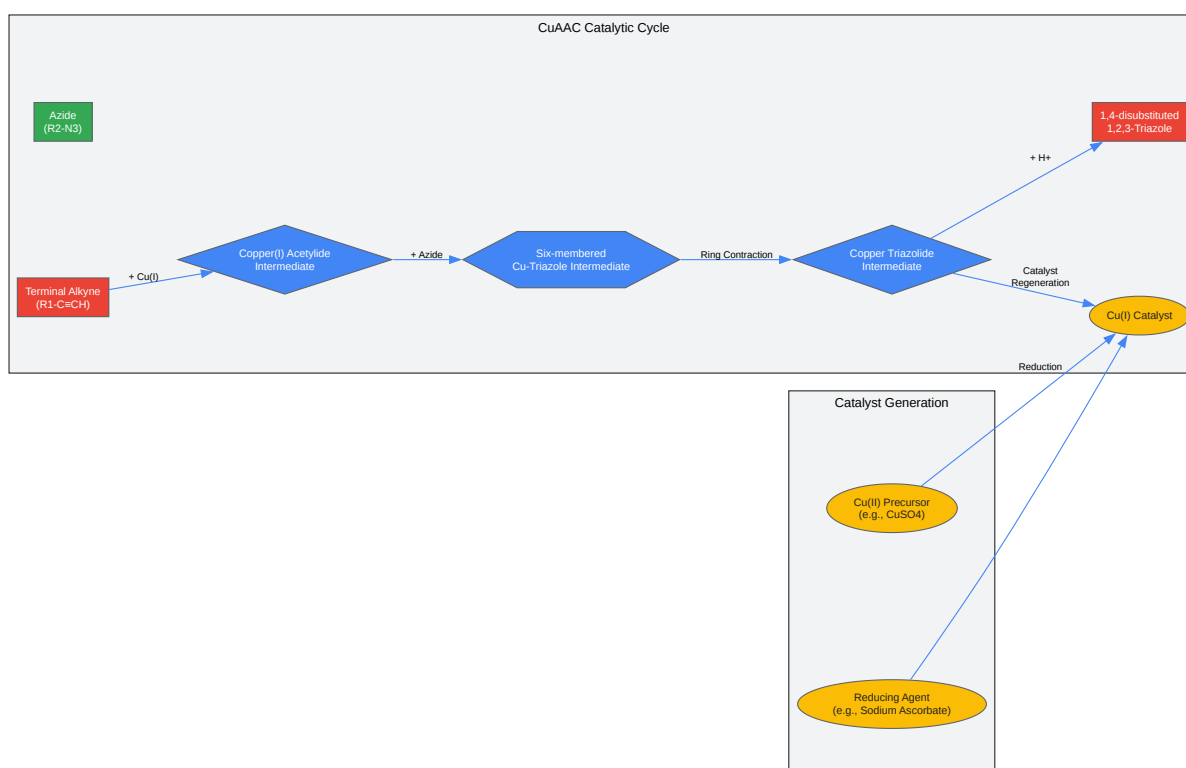 CuAAC Catalytic Cycle
Azide
(R2-N3)
1,4-disubstituted
1,2,3-Triazole
+ H+
Copper(I) Acetylide
Intermediate
+ Azide
Six-membered
Cu-Triazole Intermediate
Ring Contraction
Copper Triazolide
Intermediate
+ Cu(I)
Terminal Alkyne
(R1-C≡CH)
Catalyst
Regeneration
Cu(I) Catalyst
Reduction
Catalyst Generation
Cu(II) Precursor
(e.g., CuSO4)
Reducing Agent
(e.g., Sodium Ascorbate)